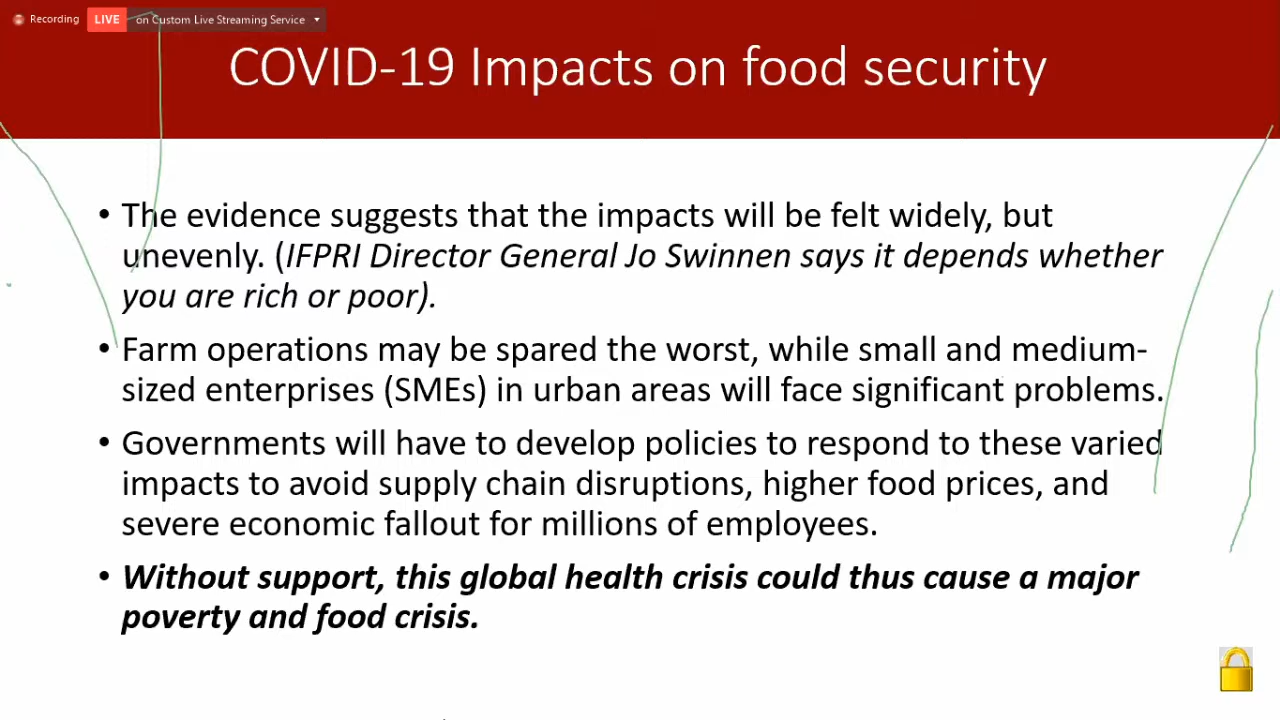 Recording LIVE on Custom Live Streaming Service
COVID-19 Impacts on food security
• The evidence suggests that the impacts will be felt widely, but
unevenly. (IFPRI Director General Jo Swinnen says it depends whether
you are rich or poor).
• Farm operations may be spared the worst, while small and medium-
sized enterprises (SMEs) in urban areas will face significant problems.
• Governments will have to develop policies to respond to these varied
impacts to avoid supply chain disruptions, higher food prices, and
severe economic fallout for millions of employees.
• Without support, this global health crisis could thus cause a major
poverty and food crisis.